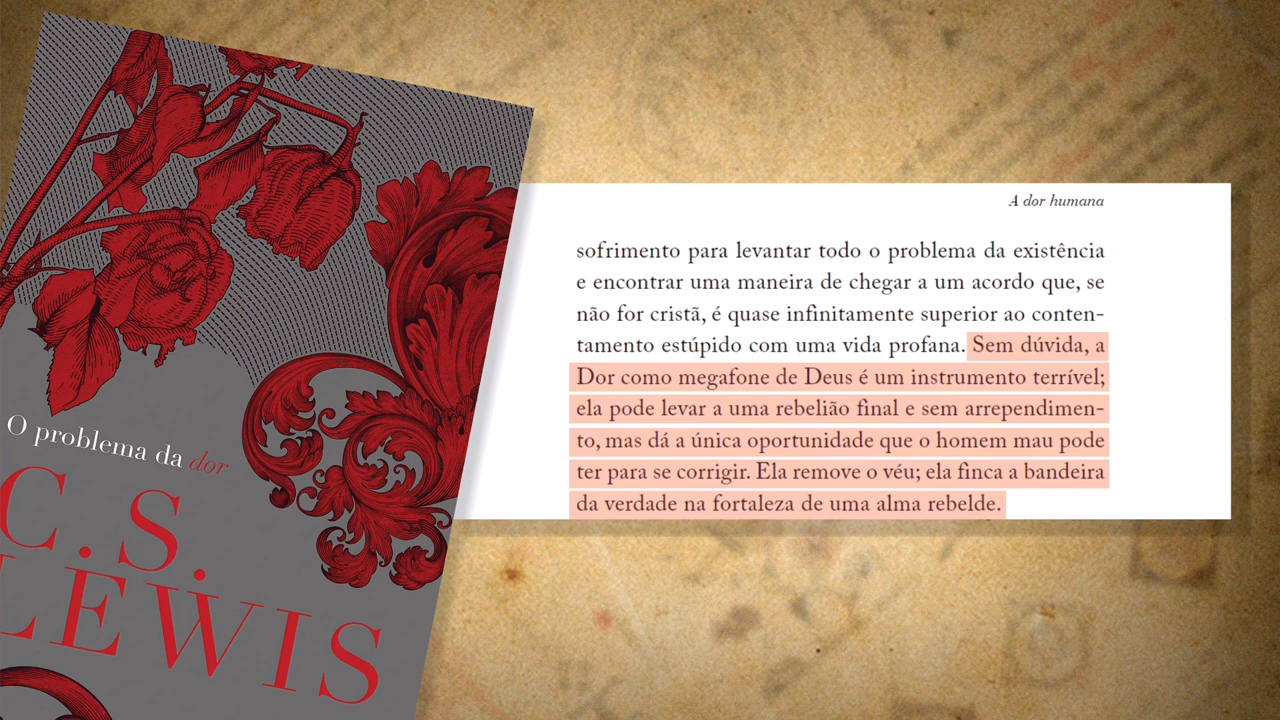 O problema da dor
C.S.
LEWIS
A dor humana
sofrimento para levantar todo o problema da existência
e encontrar uma maneira de chegar a um acordo que, se
não for cristã, é quase infinitamente superior ao conten-
tamento estúpido com uma vida profana. Sem dúvida, a
Dor como megafone de Deus é um instrumento terrível;
ela pode levar a uma rebelião final e sem arrependimen-
to, mas dá a única oportunidade que o homem mau pode
ter para se corrigir. Ela remove o véu; ela finca a bandeira
da verdade na fortaleza de uma alma rebelde.